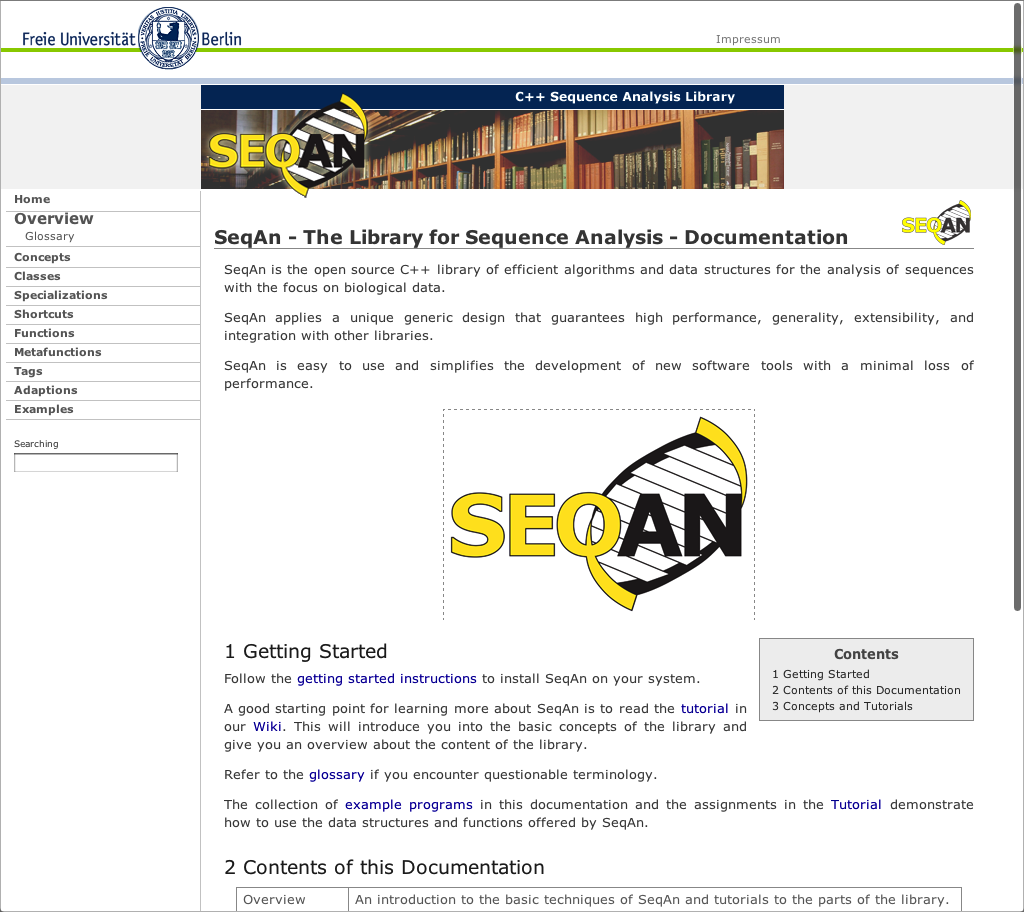 Freie Universität Berlin
Impressum
C++ Sequence Analysis Library
SEQAN
Home
Overview
Glossary
Concepts
Classes
Specializations
Shortcuts
Functions
Metafunctions
Tags
Adaptions
Examples
Searching
SEQAN
SeqAn - The Library for Sequence Analysis - Documentation
SeqAn is the open source C++ library of efficient algorithms and data structures for the analysis of sequences
with the focus on biological data.
SeqAn applies a unique generic design that guarantees high performance, generality, extensibility, and
integration with other libraries.
SeqAn is easy to use and simplifies the development of new software tools with a minimal loss of
performance.
SEQAN
1 Getting Started
Follow the getting started instructions to install SeqAn on your system.
A good starting point for learning more about SeqAn is to read the tutorial in
our Wiki. This will introduce you into the basic concepts of the library and
give you an overview about the content of the library.
Contents
1 Getting Started
2 Contents of this Documentation
3 Concepts and Tutorials
Refer to the glossary if you encounter questionable terminology.
The collection of example programs in this documentation and the assignments in the Tutorial demonstrate
how to use the data structures and functions offered by SeqAn.
2 Contents of this Documentation
Overview An introduction to the basic techniques of SeqAn and tutorials to the parts of the library.